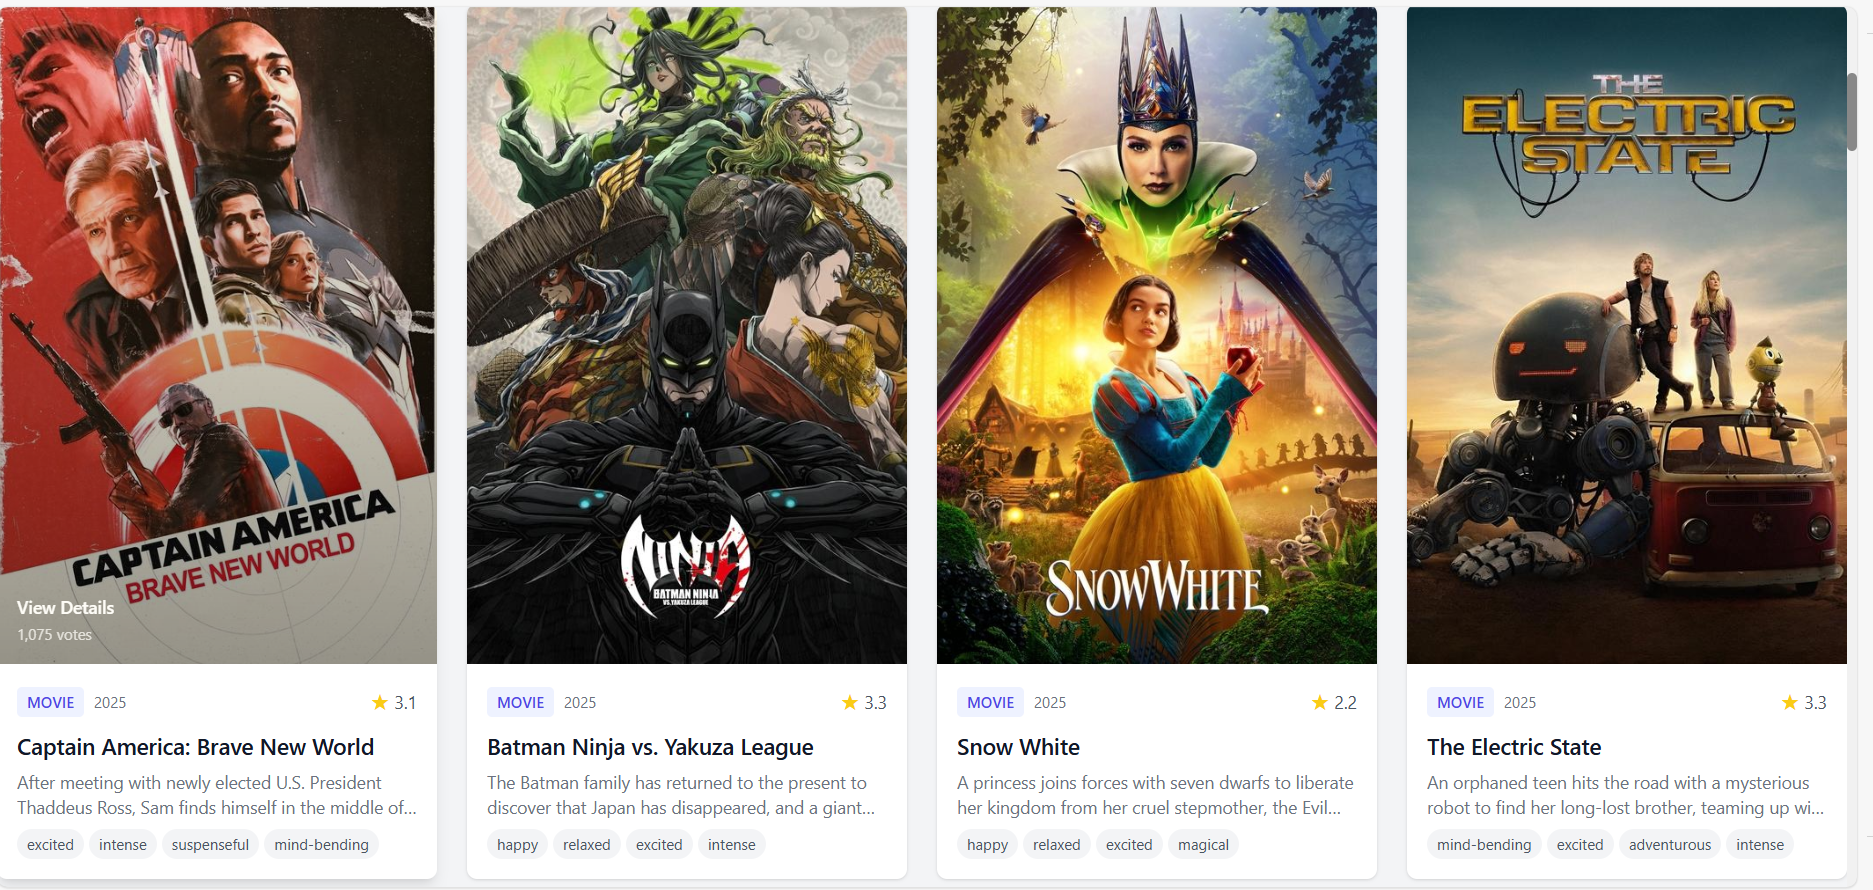 CAPTAIN AMERICA
BRAVE NEW WORLD
View Details
1,075 votes
MOVIE 2025 3.1
Captain America: Brave New World
After meeting with newly elected U.S. President
Thaddeus Ross, Sam finds himself in the middle of...
excited intense suspenseful mind-bending
NINJA
BATMAN NINJA
VS. YAKUZA LEAGUE
MOVIE 2025 3.3
Batman Ninja vs. Yakuza League
The Batman family has returned to the present to
discover that Japan has disappeared, and a giant...
happy relaxed excited intense
SNOW WHITE
MOVIE 2025 2.2
Snow White
A princess joins forces with seven dwarfs to liberate
her kingdom from her cruel stepmother, the Evil...
happy relaxed excited magical
THE
ELECTRIC
STATE
MOVIE 2025 3.3
The Electric State
An orphaned teen hits the road with a mysterious
robot to find her long-lost brother, teaming up wi...
mind-bending excited adventurous intense